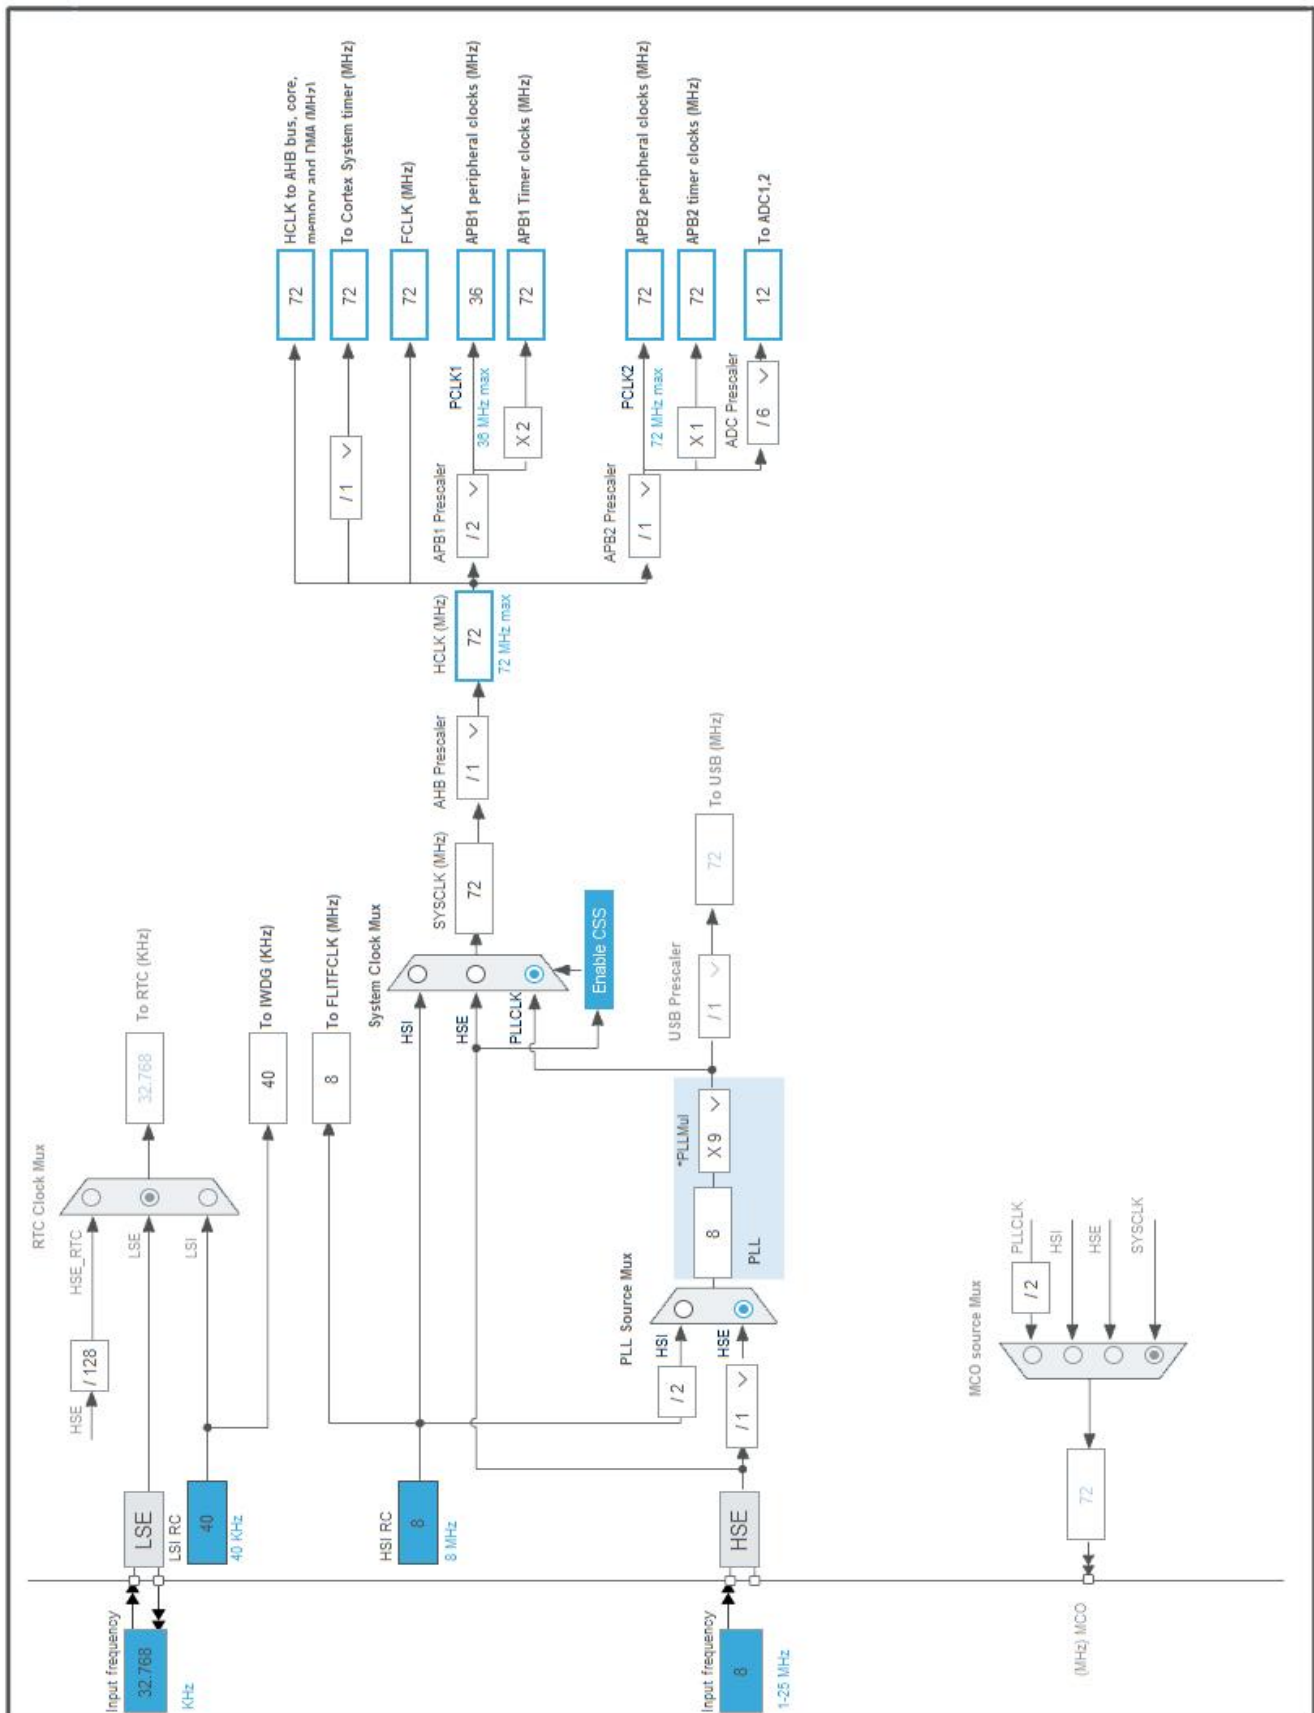 RTC Clock Mux
HSE
/ 128
HSE_RTC
Input frequency
32.768
KHz
LSE
LSE
32.768
To RTC (KHz)
LSI RC
40
40 KHz
LSI
40
To IWDG (KHz)
8
To FLITFCLK (MHz)
HSI RC
8
8 MHz
System Clock Mux
HSI
HSE
PLLCLK
Enable CSS
SYSCLK (MHz)
72
AHB Prescaler
/ 1
HCLK (MHz)
72
72 MHz max
72
HCLK to AHB bus, core,
memory and DMA (MHz)
/ 1
72
To Cortex System timer (MHz)
72
FCLK (MHz)
APB1 Prescaler
/ 2
PCLK1
36 MHz max
36
APB1 peripheral clocks (MHz)
X 2
72
APB1 Timer clocks (MHz)
APB2 Prescaler
/ 1
PCLK2
72 MHz max
72
APB2 peripheral clocks (MHz)
X 1
72
APB2 timer clocks (MHz)
ADC Prescaler
/ 6
12
To ADC1,2
PLL Source Mux
HSI
/ 2
HSE
/ 1
Input frequency
8
1-25 MHz
HSE
8
*PLLMul
X 9
PLL
USB Prescaler
/ 1
72
To USB (MHz)
MCO source Mux
PLLCLK
/ 2
HSI
HSE
SYSCLK
72
(MHz) MCO